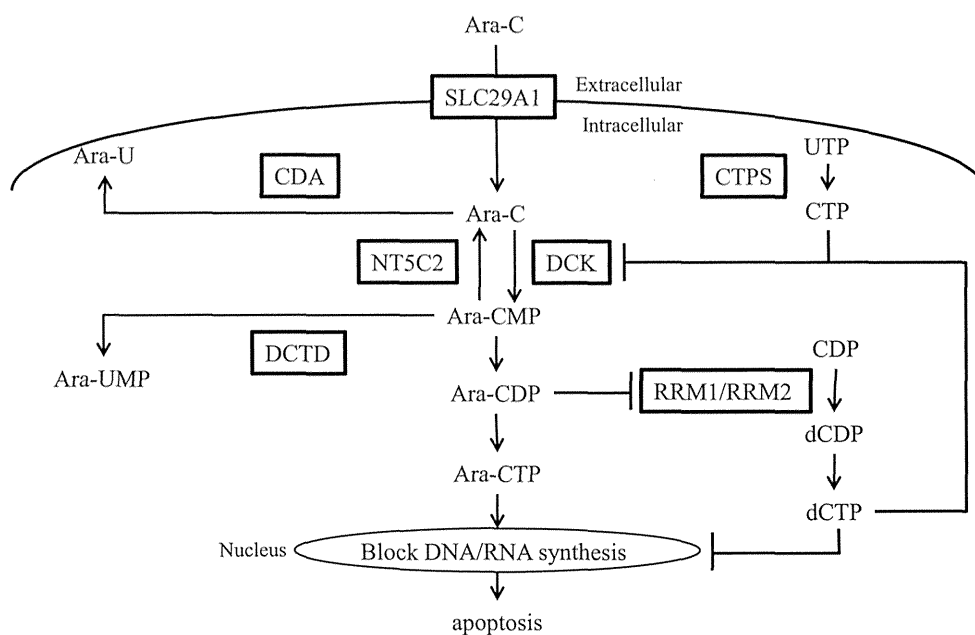 Ara-C
SLC29A1
Extracellular
Intracellular
Ara-U
CDA
CTPS
UTP
CTP
Ara-C
NT5C2
DCK
Ara-CMP
DCTD
Ara-UMP
CDP
Ara-CDP
RRM1/RRM2
dCDP
Ara-CTP
dCTP
Nucleus
Block DNA/RNA synthesis
apoptosis